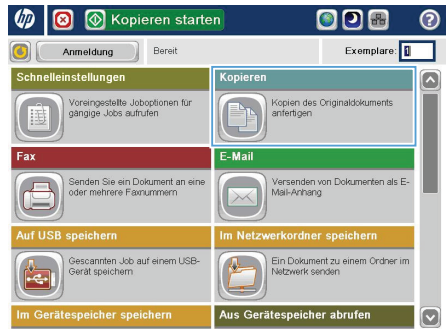 hp Kopieren starten ?
Anmeldung Bereit Exemplare: 1
Schnelleinstellungen
Voreingestellte Joboptionen für
gängige Jobs aufrufen
Kopieren
Kopien des Originaldokuments
anfertigen
Fax
Senden Sie ein Dokument an eine
oder mehrere Faxnummern
E-Mail
Versenden von Dokumenten als E-
Mail-Anhang
Auf USB speichern
Gescannten Job auf einem USB-
Gerät speichern
Im Netzwerkordner speichern
Ein Dokument zu einem Ordner im
Netzwerk senden
Im Gerätespeicher speichern
Aus Gerätespeicher abrufen